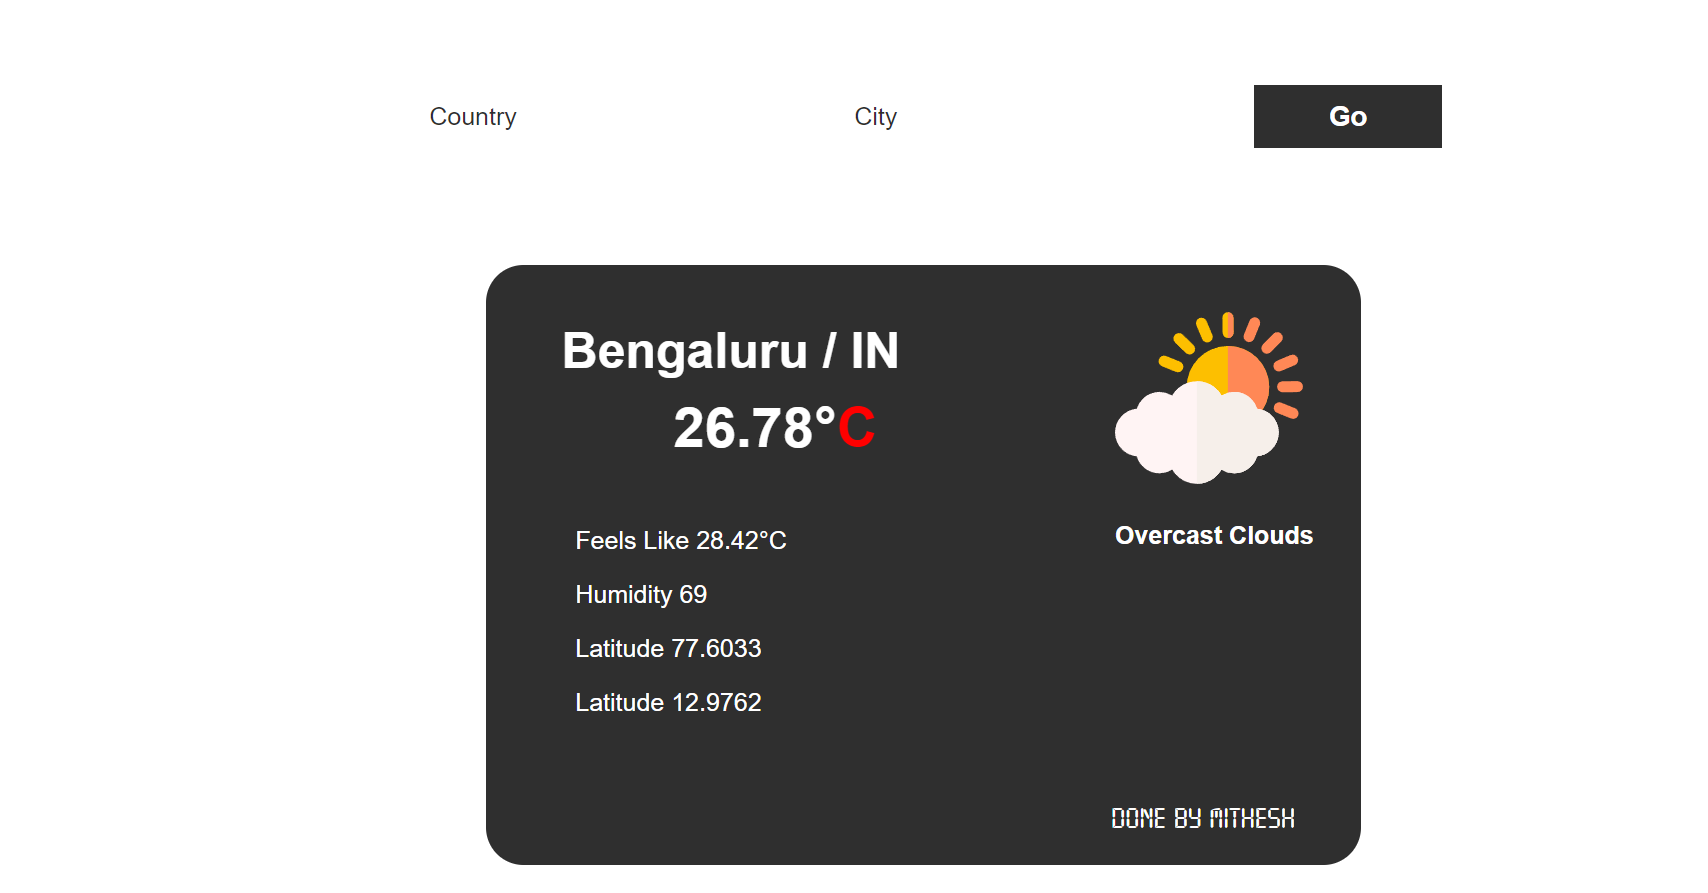 Country City Go
Bengaluru / IN
26.78°C
Feels Like 28.42°C
Humidity 69
Latitude 77.6033
Latitude 12.9762
Overcast Clouds
DONE BY MITHESH